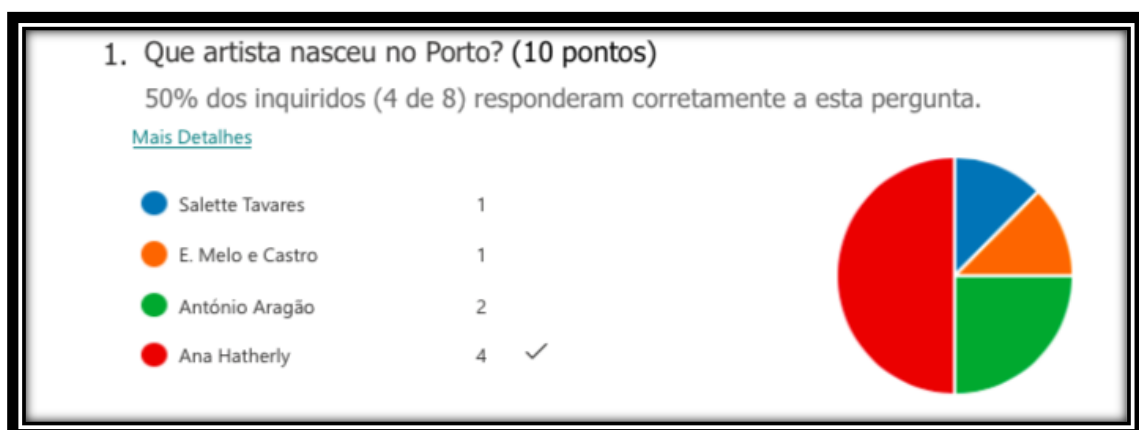 1. Que artista nasceu no Porto? (10 pontos)
50% dos inquiridos (4 de 8) responderam corretamente a esta pergunta.
Mais Detalhes
Salette Tavares 1
E. Melo e Castro 1
António Aragão 2
Ana Hatherly 4